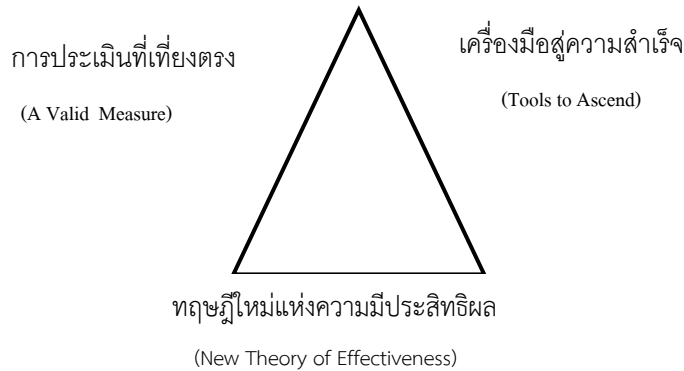 การประเมินที่เที่ยงตรง
(A Valid Measure)
เครื่องมือสู่ความสำเร็จ
(Tools to Ascend)
ทฤษฎีใหม่แห่งความมีประสิทธิผล
(New Theory of Effectiveness)